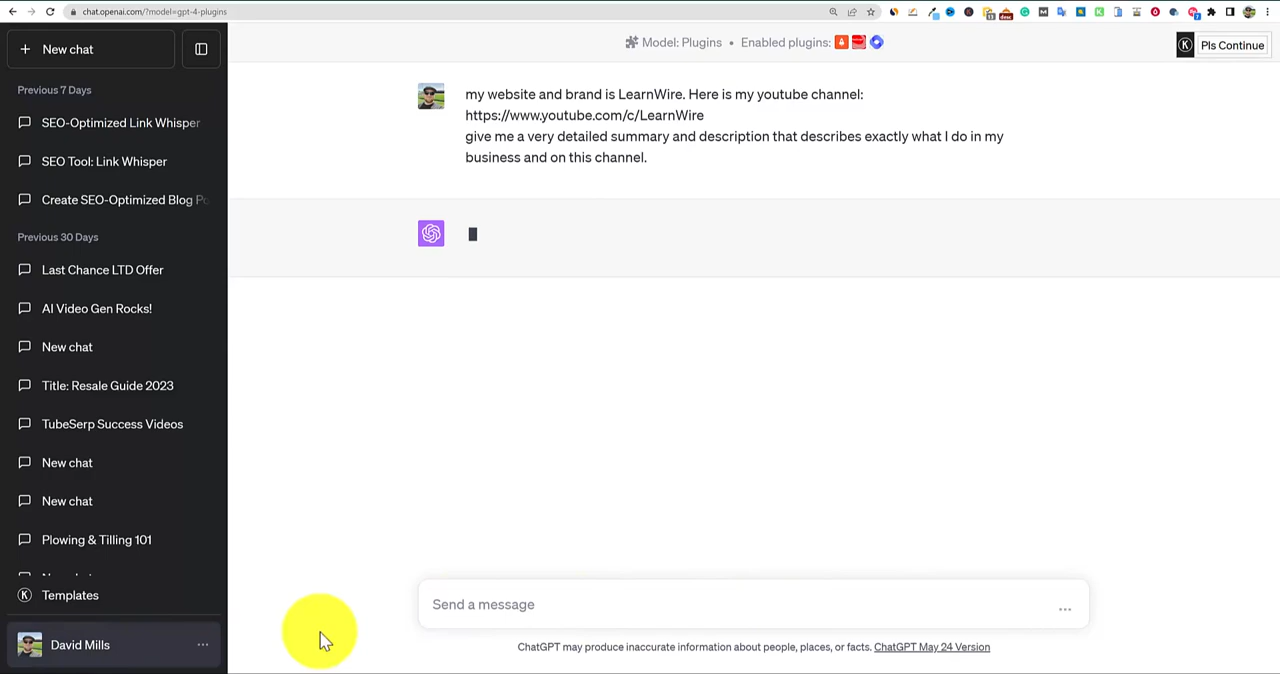 chat.openai.com/?model=gpt-4-plugins
New chat
Model: Plugins • Enabled plugins:
Pls Continue
Previous 7 Days
SEO-Optimized Link Whisper
SEO Tool: Link Whisper
Create SEO-Optimized Blog Po
Previous 30 Days
Last Chance LTD Offer
AI Video Gen Rocks!
New chat
Title: Resale Guide 2023
TubeSerp Success Videos
New chat
New chat
Plowing & Tilling 101
Templates
David Mills
my website and brand is LearnWire. Here is my youtube channel:
https://www.youtube.com/c/LearnWire
give me a very detailed summary and description that describes exactly what I do in my
business and on this channel.
Send a message
ChatGPT may produce inaccurate information about people, places, or facts. ChatGPT May 24 Version